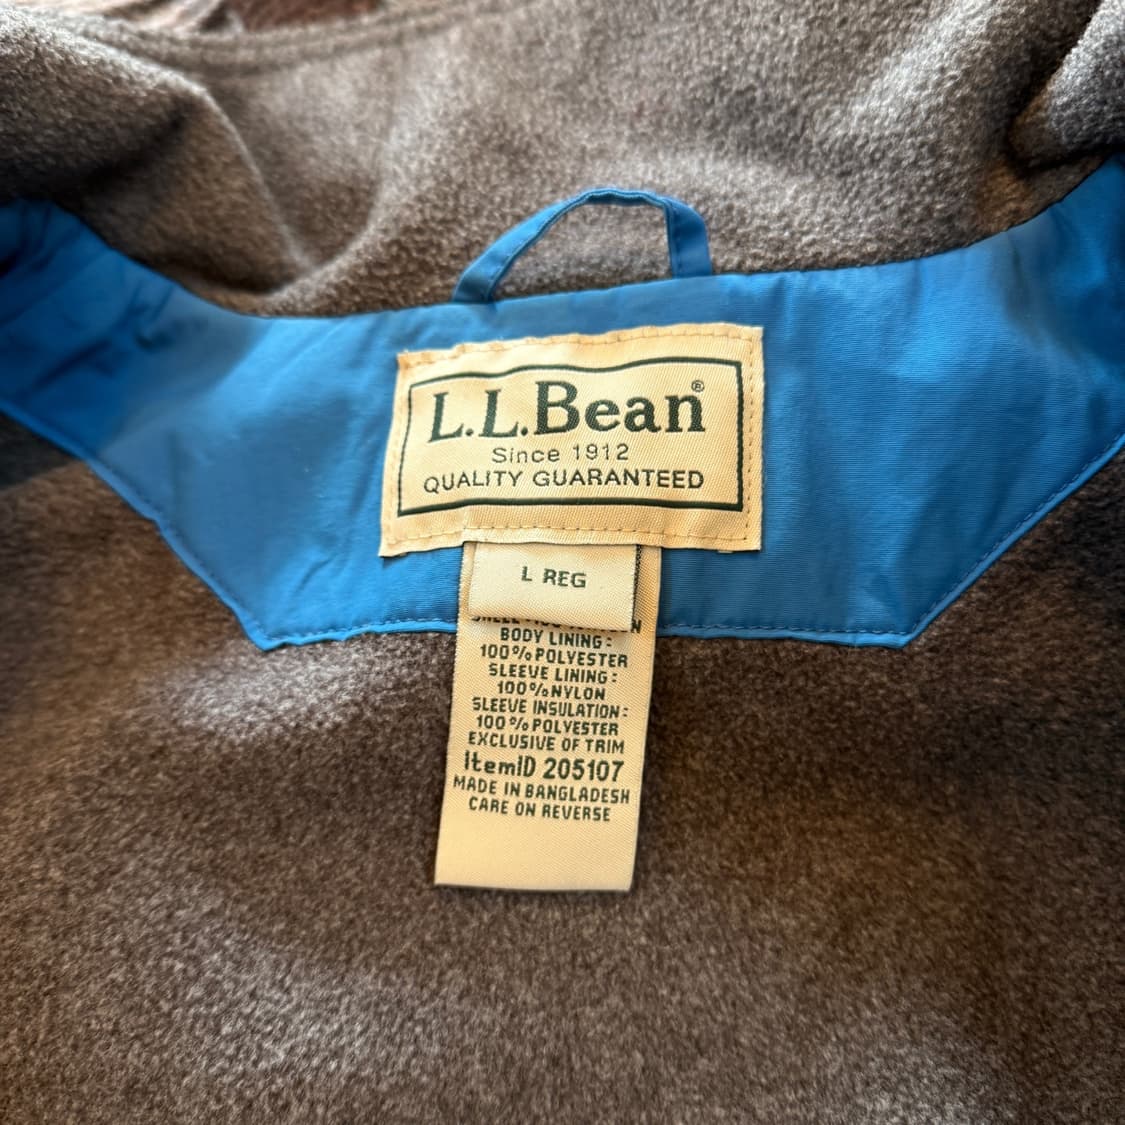 L.L.Bean®
Since 1912
QUALITY GUARANTEED
L REG
BODY LINING:
100% POLYESTER
SLEEVE LINING:
100% NYLON
SLEEVE INSULATION:
100% POLYESTER
EXCLUSIVE OF TRIM
ItemID 205107
MADE IN BANGLADESH
CARE ON REVERSE